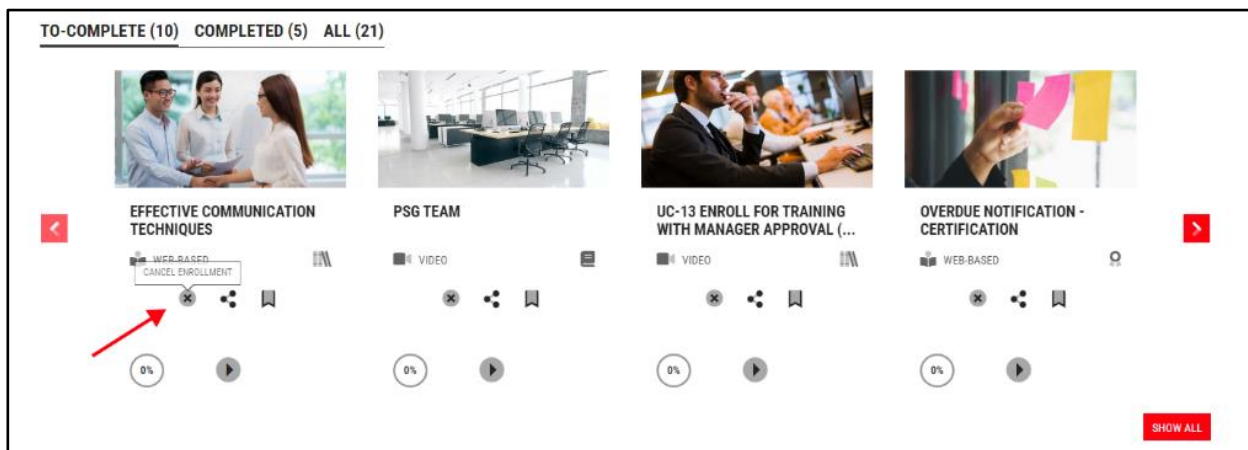 TO-COMPLETE (10) COMPLETED (5) ALL (21)
EFFECTIVE COMMUNICATION
TECHNIQUES
WEB-BASED
CANCEL ENROLLMENT
PSG TEAM
VIDEO
UC-13 ENROLL FOR TRAINING
WITH MANAGER APPROVAL (...
VIDEO
OVERDUE NOTIFICATION -
CERTIFICATION
WEB-BASED
0%
0%
0%
0%
SHOW ALL